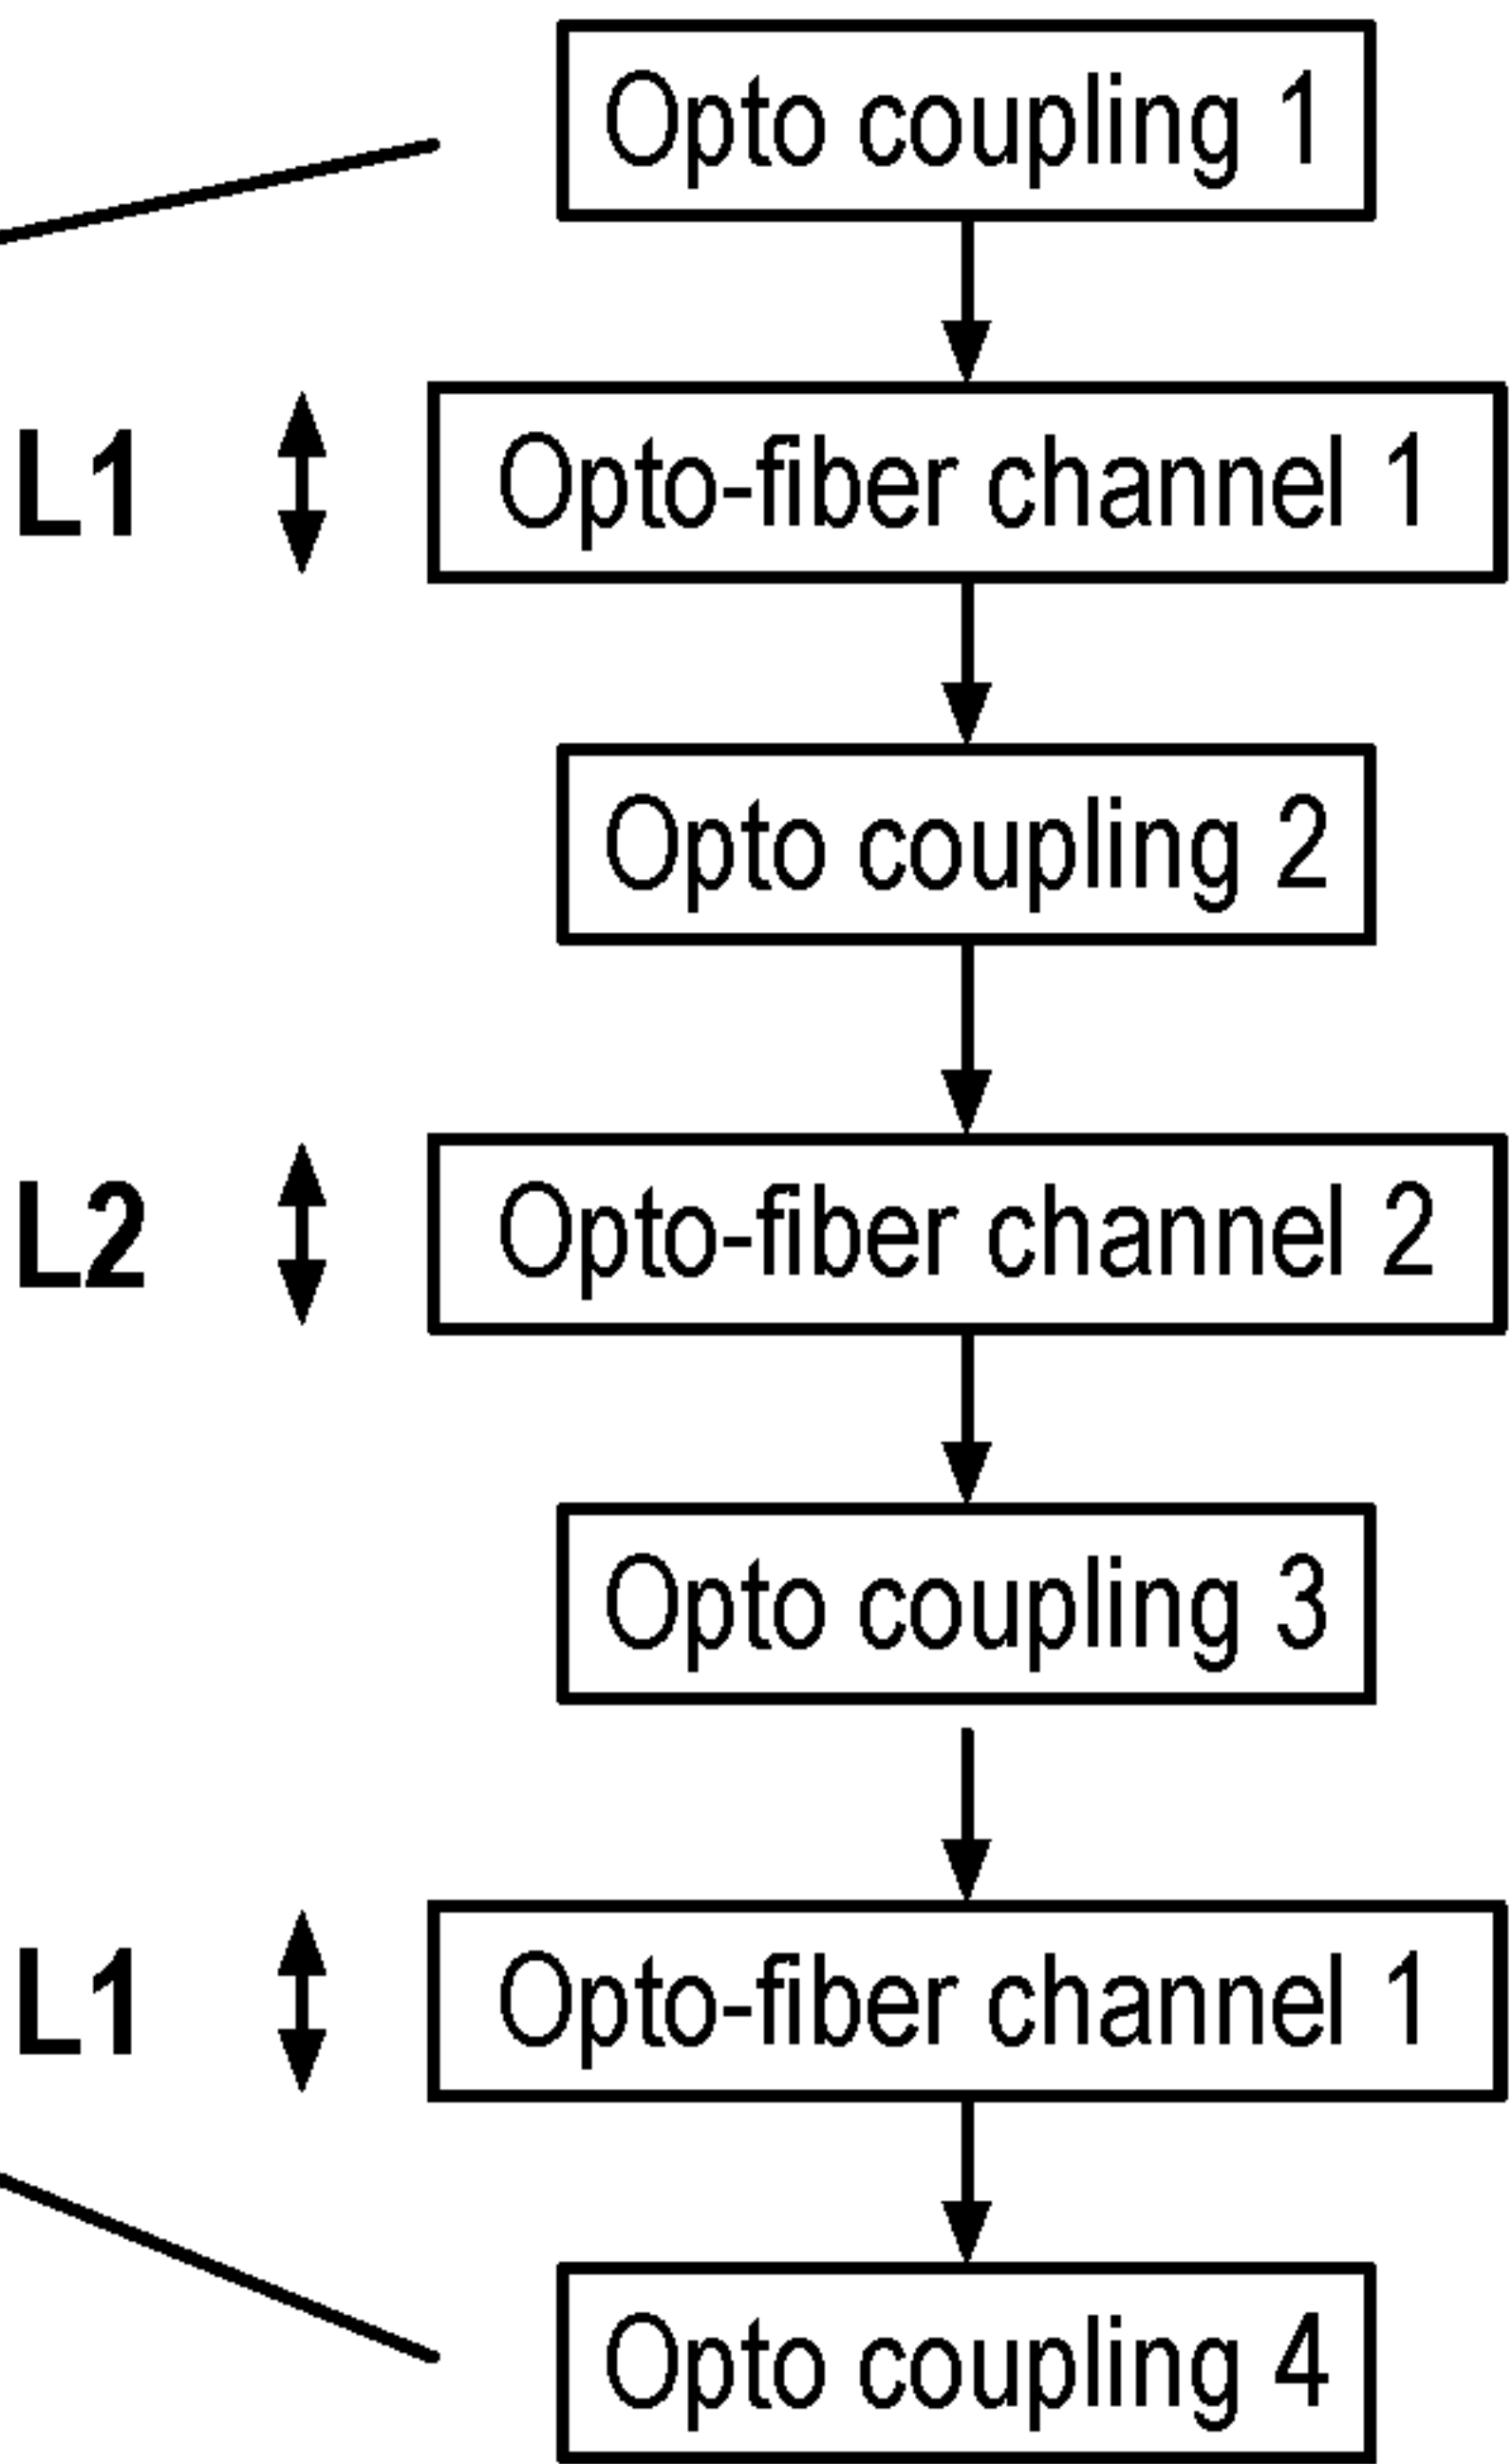 Opto coupling 1
L1 Opto-fiber channel 1
Opto coupling 2
L2 Opto-fiber channel 2
Opto coupling 3
L1 Opto-fiber channel 1
Opto coupling 4